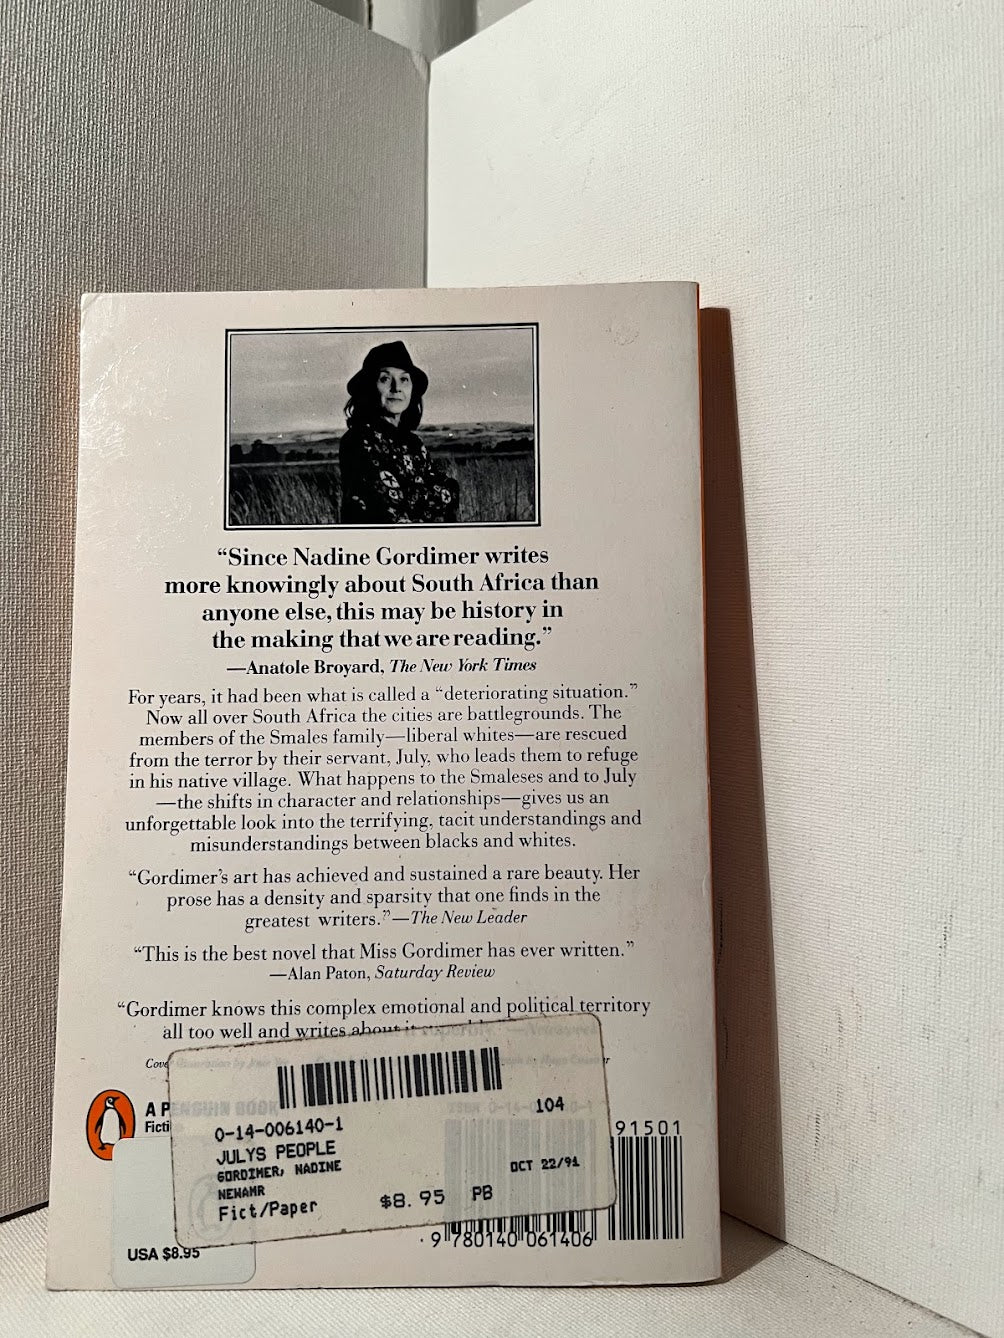 “Since Nadine Gordimer writes
more knowingly about South Africa than
anyone else, this may be history in
the making that we are reading.”
—Anatole Broyard, The New York Times
For years, it had been what is called a “deteriorating situation.”
Now all over South Africa the cities are battlegrounds. The
members of the Smales family—liberal whites—are rescued
from the terror by their servant, July, who leads them to refuge
in his native village. What happens to the Smaleses and to July
—the shifts in character and relationships—gives us an
unforgettable look into the terrifying, tacit understandings and
misunderstandings between blacks and whites.
“Gordimer’s art has achieved and sustained a rare beauty. Her
prose has a density and sparsity that one finds in the
greatest writers.”—The New Leader
“This is the best novel that Miss Gordimer has ever written.”
—Alan Paton, Saturday Review
“Gordimer knows this complex emotional and political territory
all too well and writes about it
A PENGUIN BOOK
Ficti
104
0-14-006140-1
JULYS PEOPLE
GORDIMER, NADINE
NEWAMR
OCT 22/91
Fict/Paper $8.95 PB
91501
9 780140 061406
USA $8.95